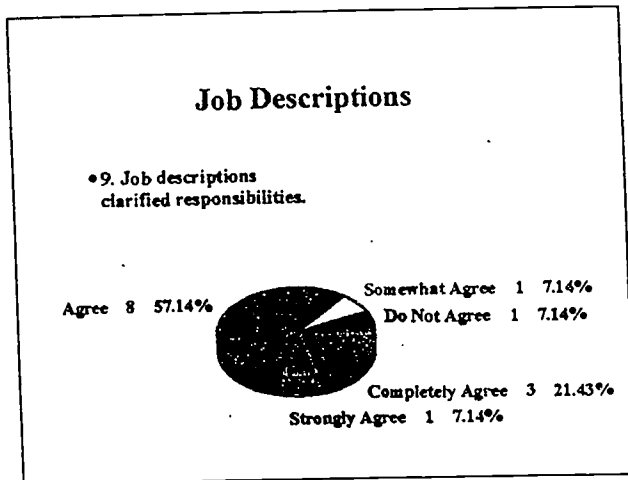 Job Descriptions
•9. Job descriptions
clarified responsibilities.
Somewhat Agree 1 7.14%
Agree 8 57.14%
Do Not Agree 1 7.14%
Completely Agree 3 21.43%
Strongly Agree 1 7.14%